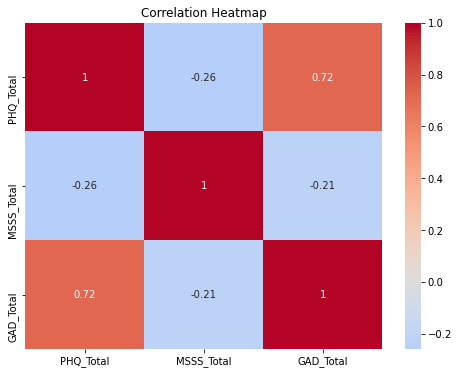 Correlation Heatmap
PHQ_Total
1
-0.26
0.72
MSSS_Total
-0.26
1
-0.21
GAD_Total
0.72
-0.21
1
PHQ_Total
MSSS_Total
GAD_Total
1.0
0.8
0.6
0.4
0.2
0.0
−0.2